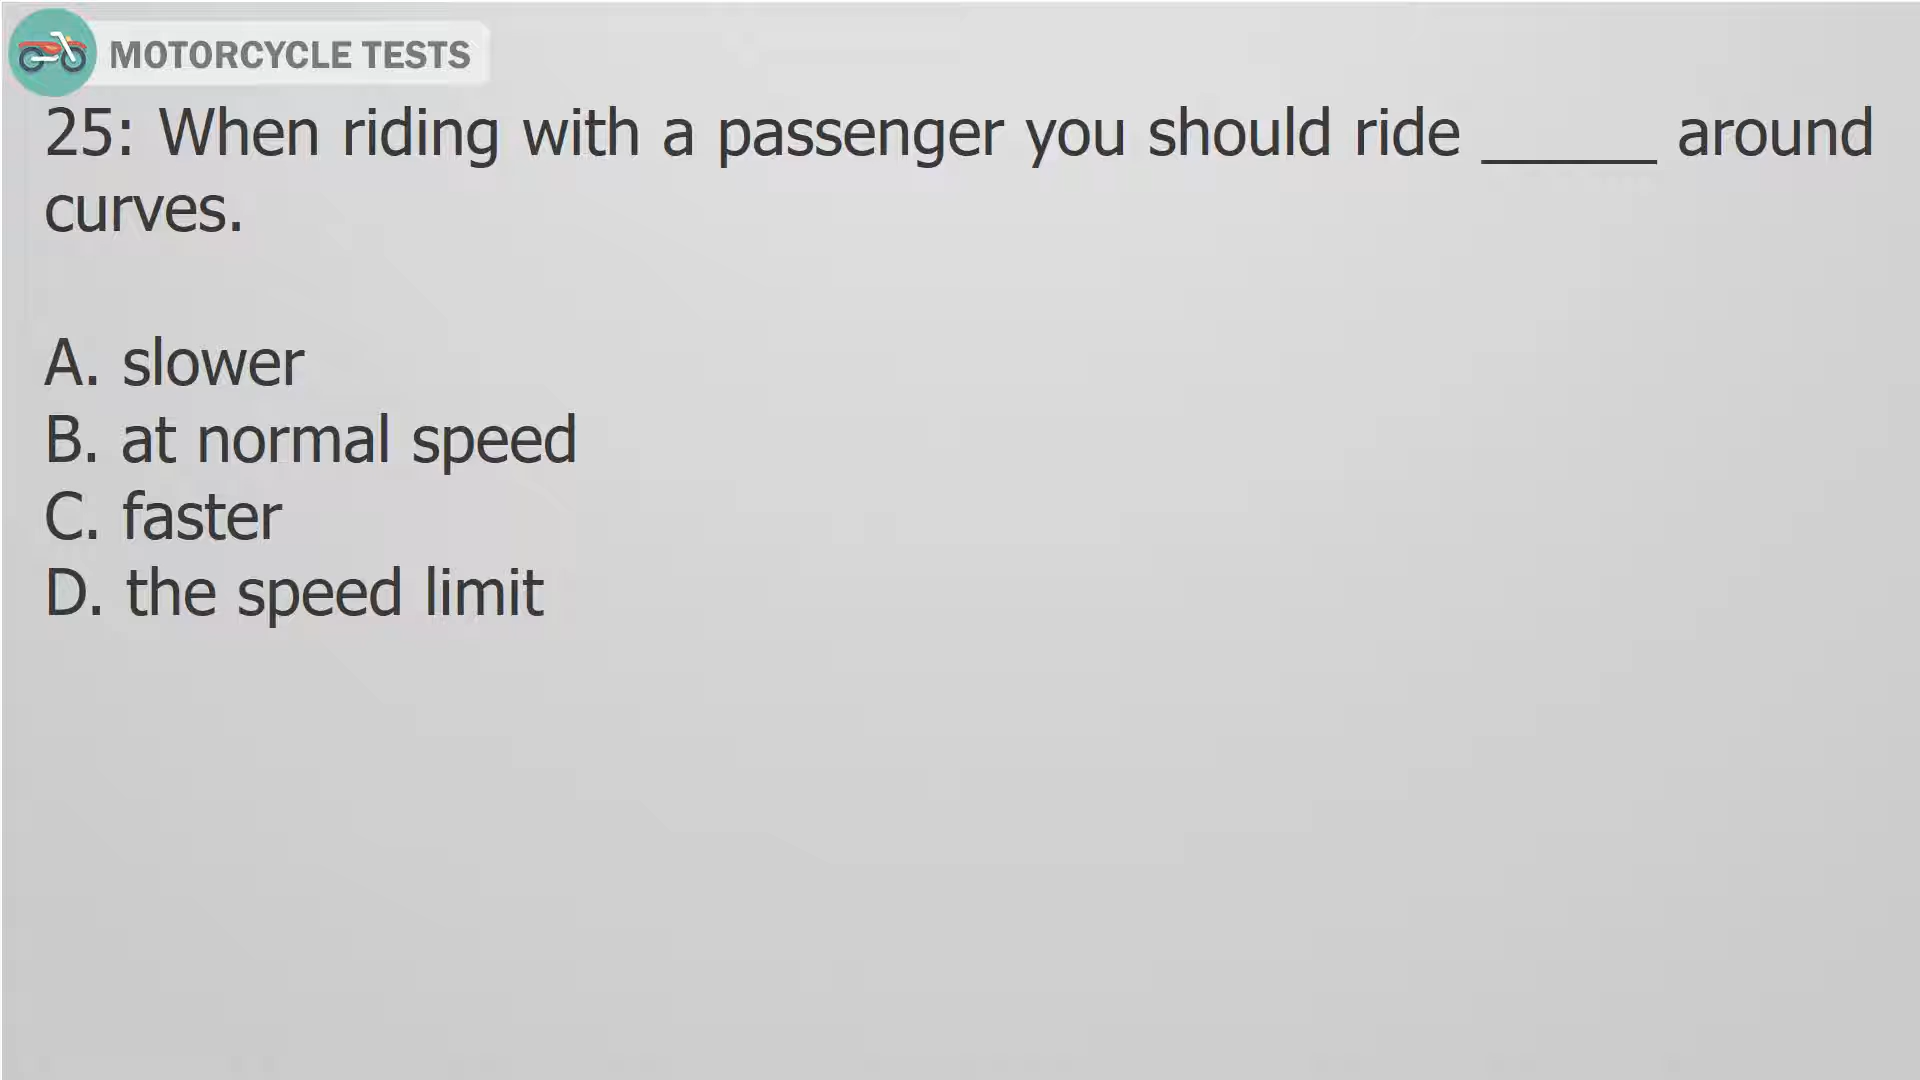 MOTORCYCLE TESTS
25: When riding with a passenger you should ride ______ around
curves.
A. slower
B. at normal speed
C. faster
D. the speed limit